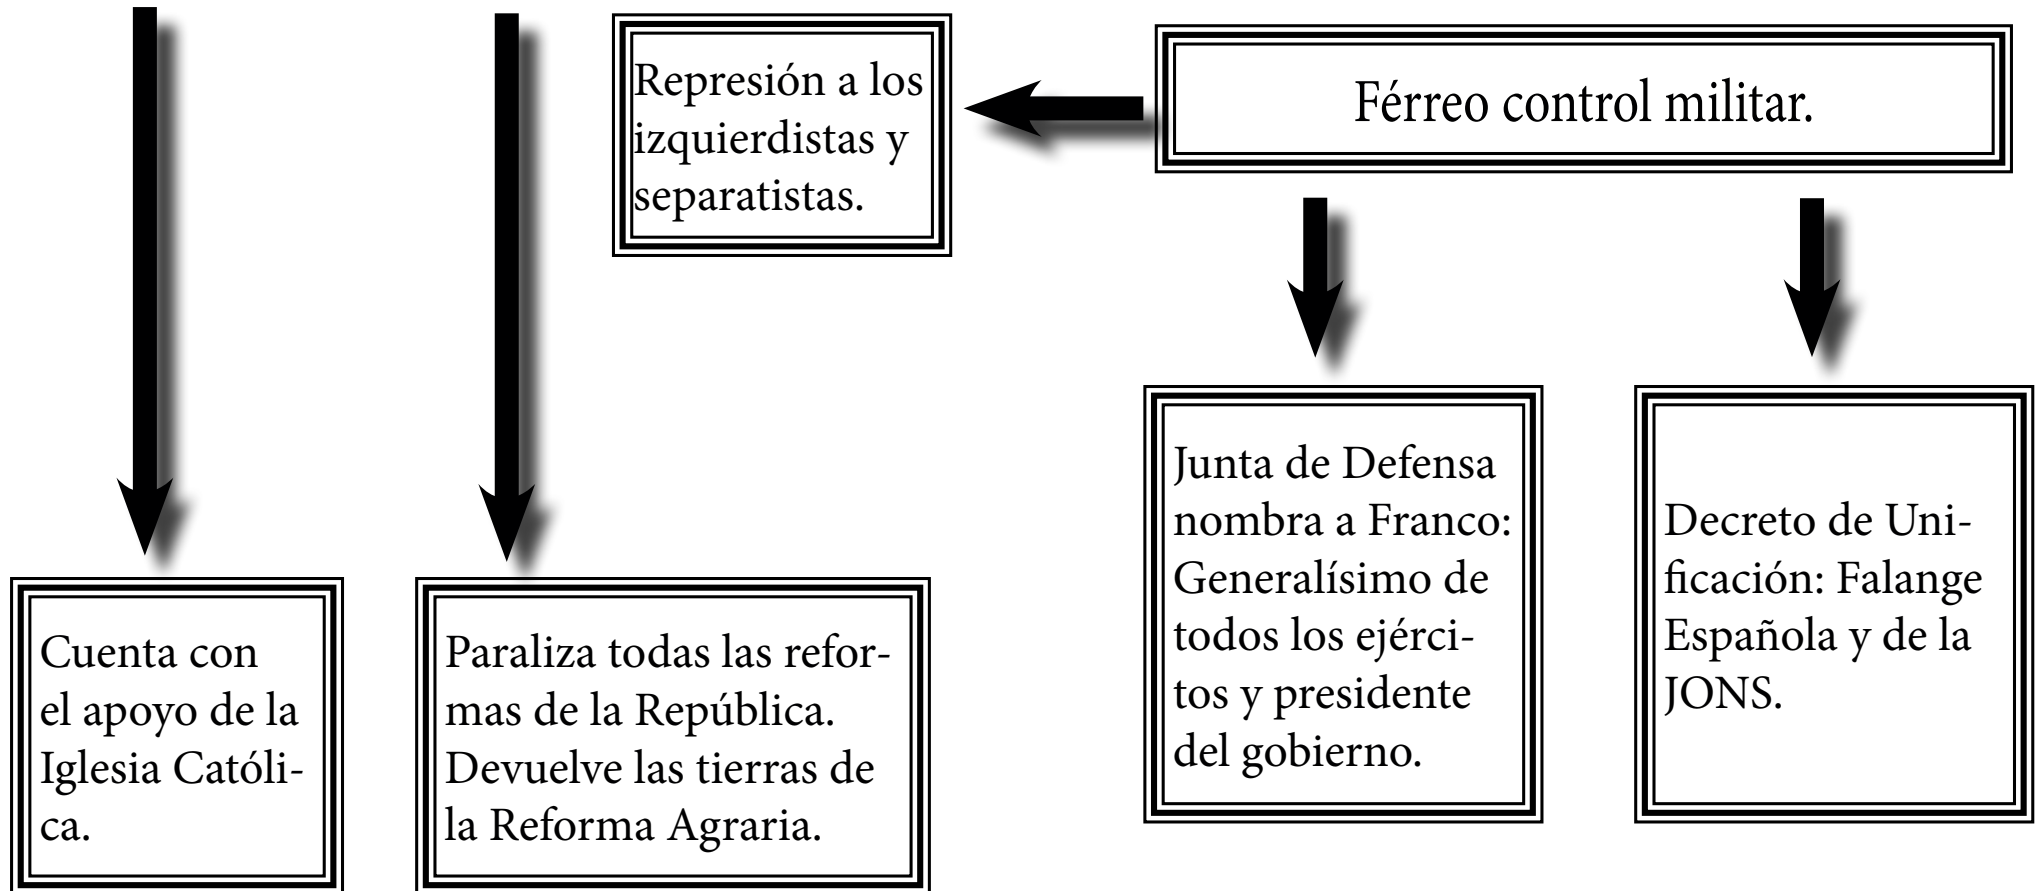 Represión a los
izquierdistas y
separatistas.
Férreo control militar.
Cuenta con
el apoyo de la
Iglesia Católi-
ca.
Paraliza todas las refor-
mas de la República.
Devuelve las tierras de
la Reforma Agraria.
Junta de Defensa
nombra a Franco:
Generalísimo de
todos los ejérci-
tos y presidente
del gobierno.
Decreto de Uni-
ficación: Falange
Española y de la
JONS.